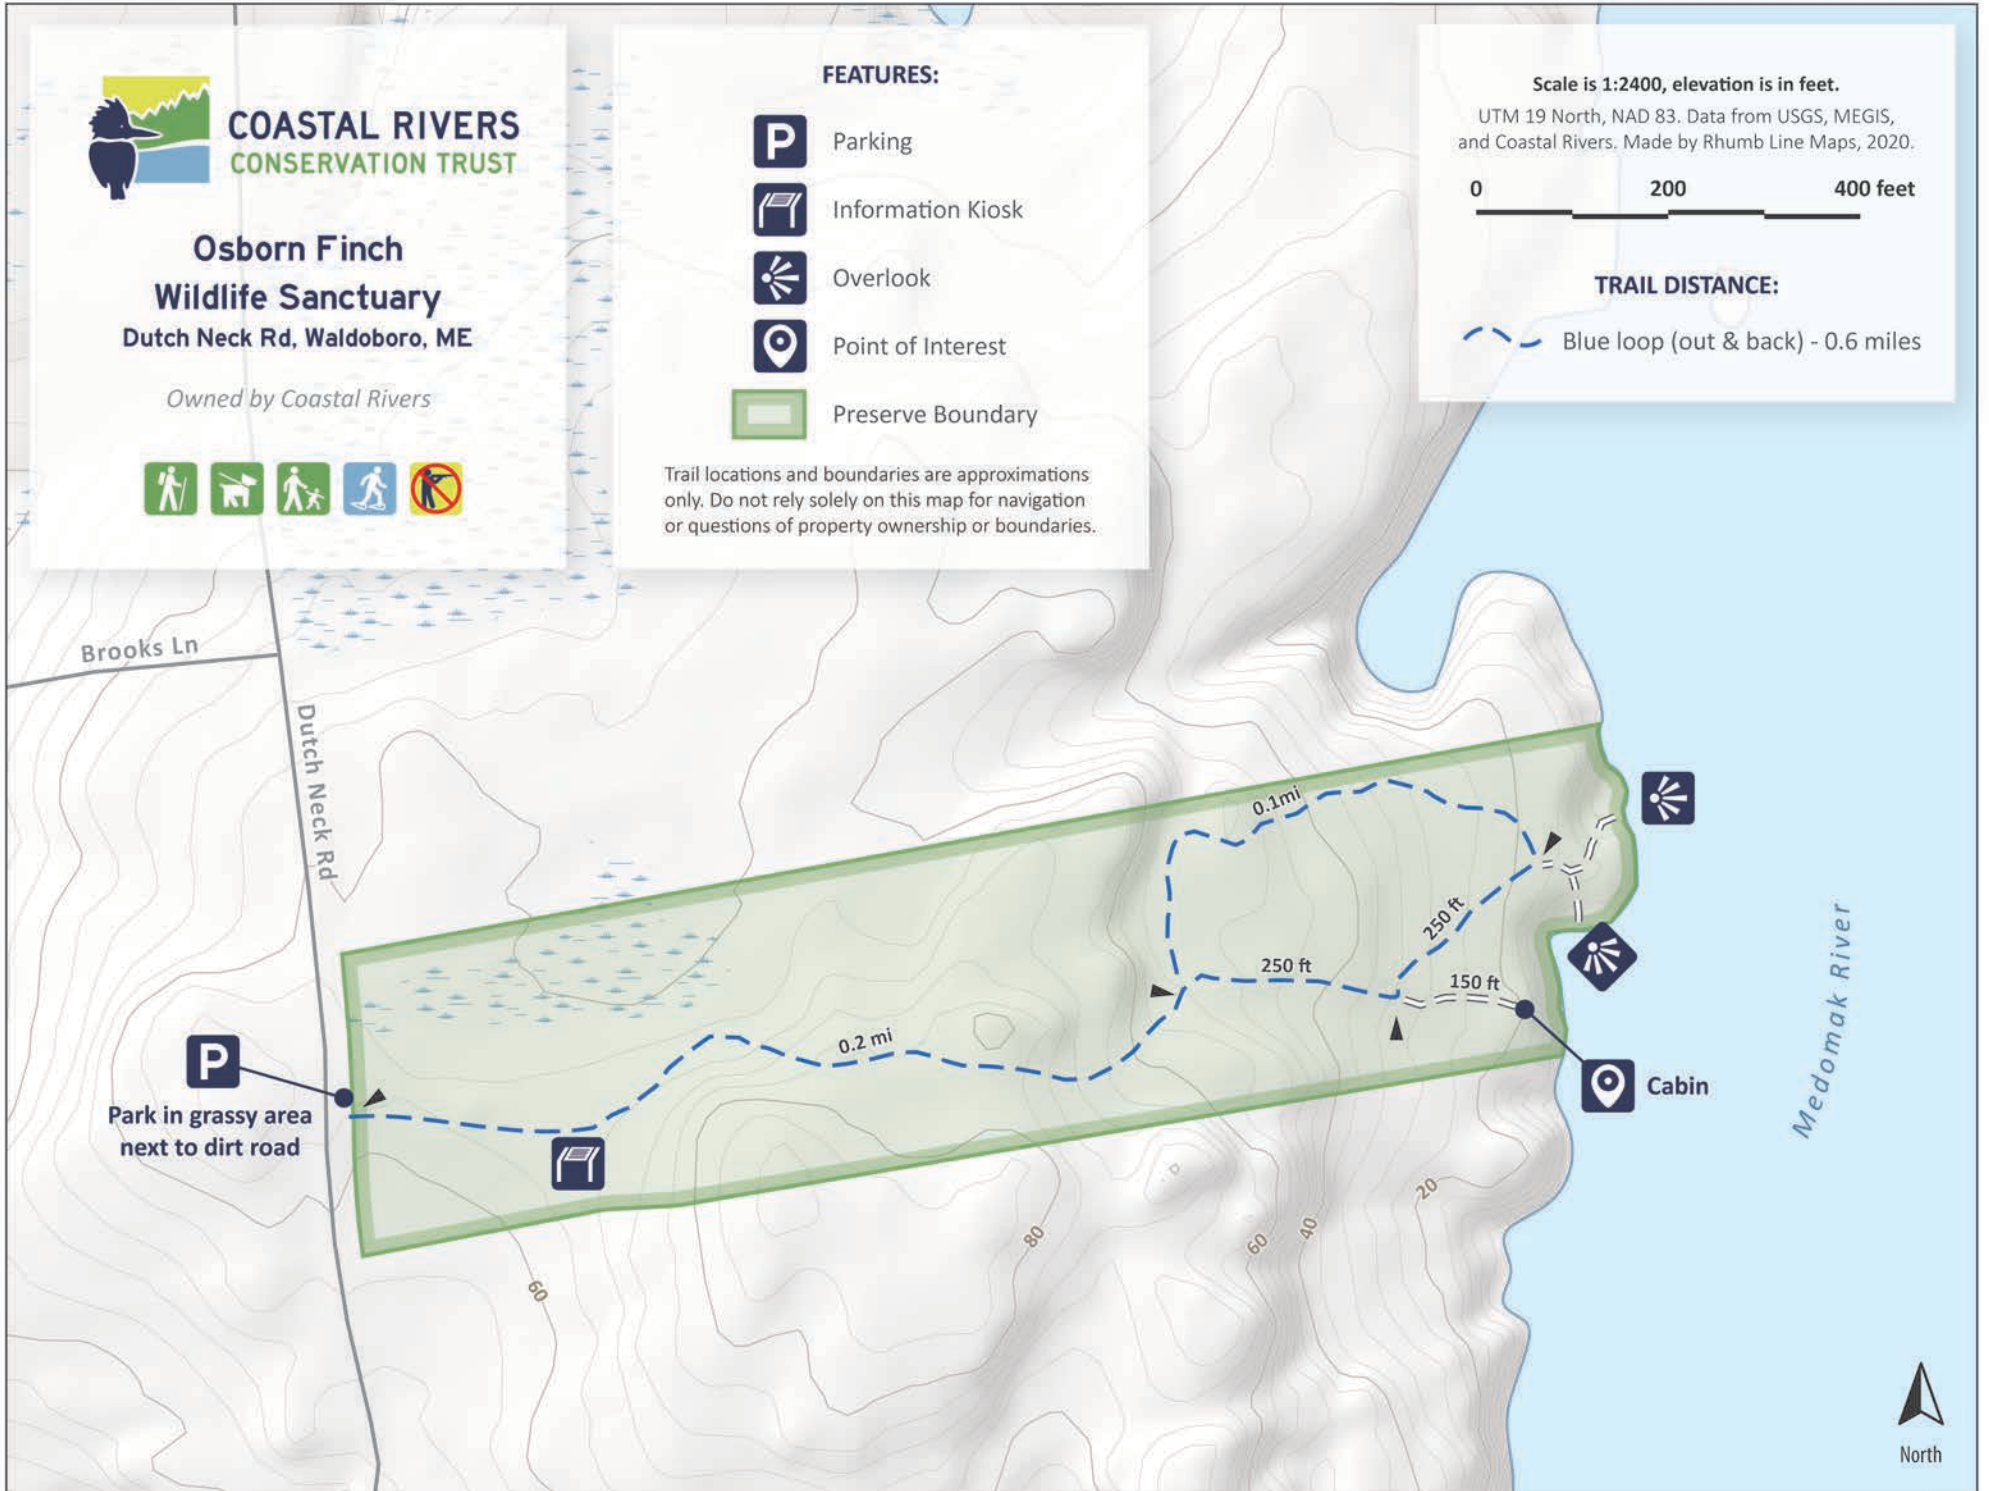 COASTAL RIVERS
CONSERVATION TRUST
Osborn Finch
Wildlife Sanctuary
Dutch Neck Rd, Waldoboro, ME
Owned by Coastal Rivers
FEATURES:
P Parking
Information Kiosk
Overlook
Point of Interest
Preserve Boundary
Trail locations and boundaries are approximations
only. Do not rely solely on this map for navigation
or questions of property ownership or boundaries.
Scale is 1:2400, elevation is in feet.
UTM 19 North, NAD 83. Data from USGS, MEGIS,
and Coastal Rivers. Made by Rhumb Line Maps, 2020.
0 200 400 feet
TRAIL DISTANCE:
Blue loop (out & back) - 0.6 miles
Brooks Ln
Dutch Neck Rd
0.1mi
250 ft
250 ft
150 ft
0.2 mi
P
Park in grassy area
next to dirt road
Cabin
Medomak River
20
40
60
80
60
North